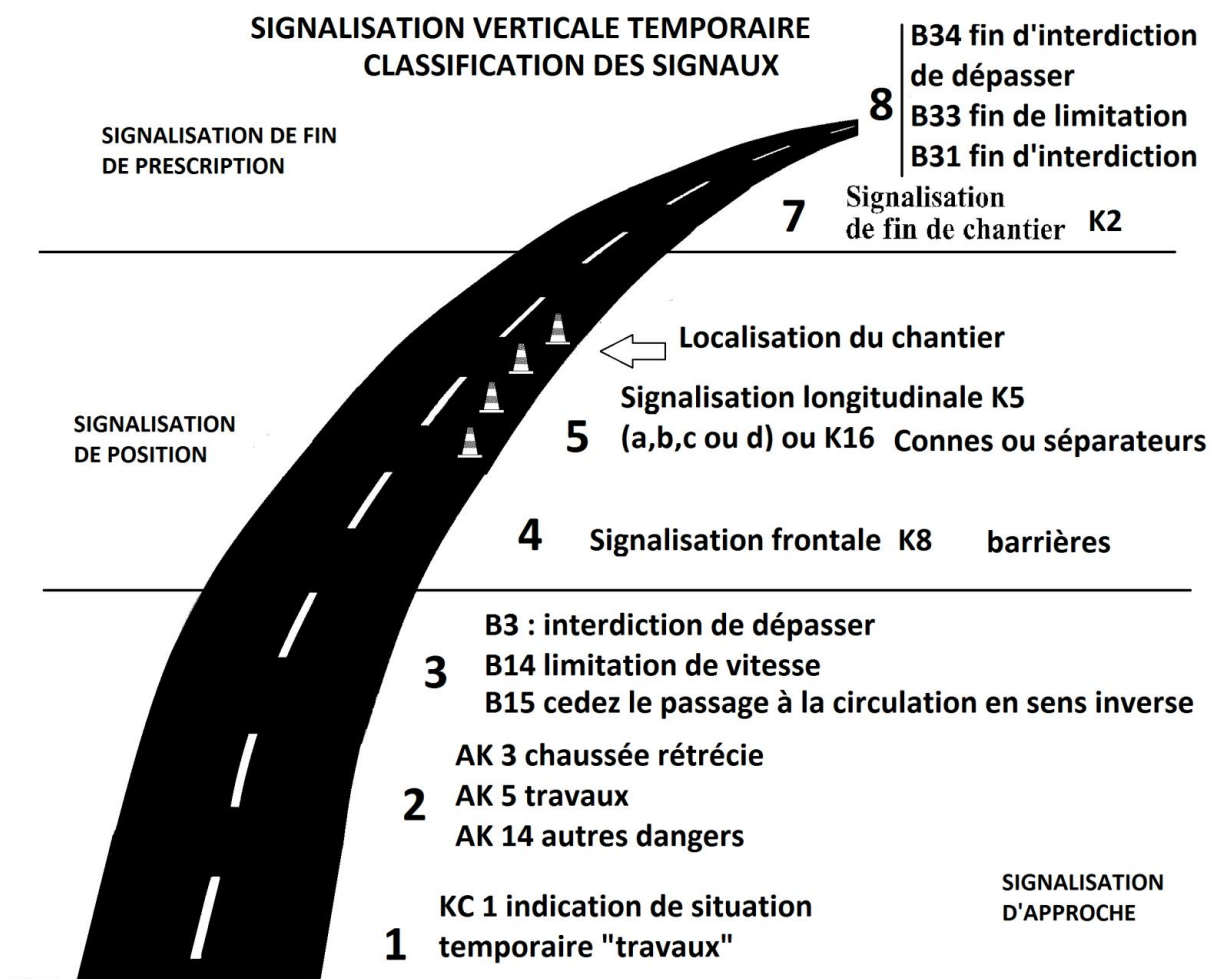 SIGNALISATION VERTICALE TEMPORAIRE
CLASSIFICATION DES SIGNAUX
B34 fin d'interdiction
de dépasser
8
B33 fin de limitation
B31 fin d'interdiction
SIGNALISATION DE FIN
DE PRESCRIPTION
7
Signalisation
de fin de chantier K2
Localisation du chantier
SIGNALISATION
DE POSITION
5
Signalisation longitudinale K5
(a,b,c ou d) ou K16 Connes ou séparateurs
4 Signalisation frontale K8 barrières
3
B3 : interdiction de dépasser
B14 limitation de vitesse
B15 cedez le passage à la circulation en sens inverse
2
AK 3 chaussée rétrécie
AK 5 travaux
AK 14 autres dangers
1
KC 1 indication de situation
temporaire "travaux"
SIGNALISATION
D'APPROCHE